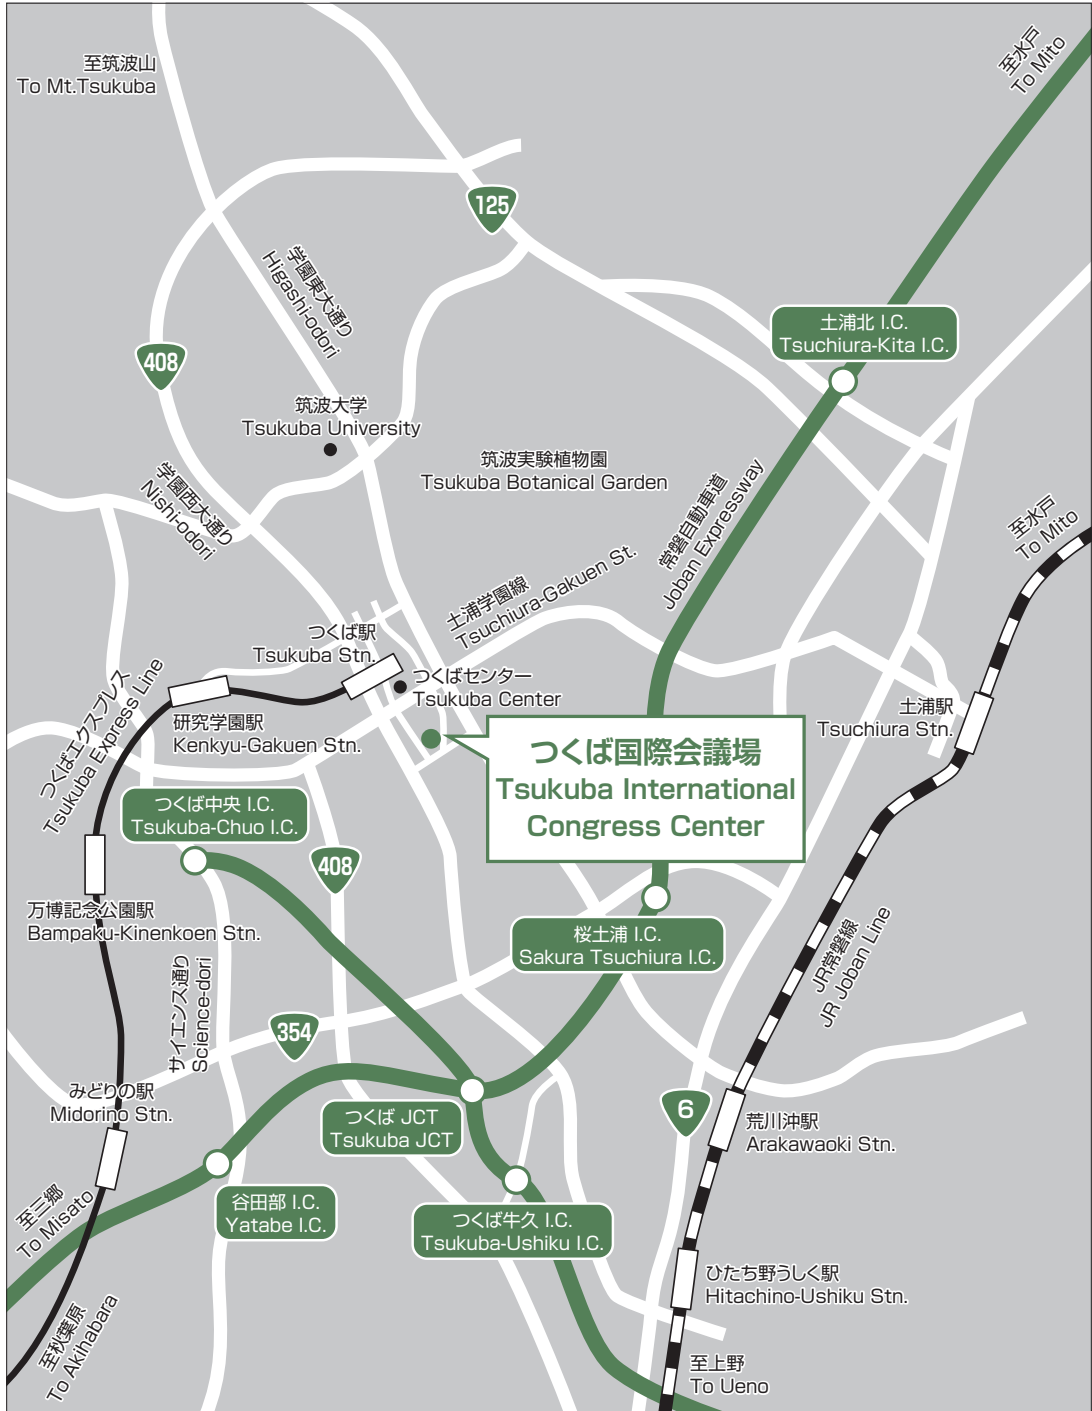 至筑波山
To Mt.Tsukuba
至水戸
To Mito
125
学園東大通り
Higashi-odori
土浦北 I.C.
Tsuchiura-Kita I.C.
408
筑波大学
Tsukuba University
筑波実験植物園
Tsukuba Botanical Garden
学園西大通り
Nishi-odori
常磐自動車道
Joban Expressway
至水戸
To Mito
土浦学園線
Tsuchiura-Gakuen St.
つくば駅
Tsukuba Stn.
つくばセンター
Tsukuba Center
つくばエクスプレス
Tsukuba Express Line
研究学園駅
Kenkyu-Gakuen Stn.
土浦駅
Tsuchiura Stn.
つくば国際会議場
Tsukuba International
Congress Center
つくば中央 I.C.
Tsukuba-Chuo I.C.
408
万博記念公園駅
Bampaku-Kinenkoen Stn.
桜土浦 I.C.
Sakura Tsuchiura I.C.
サイエンス通り
Science-dori
JR常磐線
JR Joban Line
354
みどりの駅
Midorino Stn.
つくば JCT
Tsukuba JCT
6
荒川沖駅
Arakawaoki Stn.
至三郷
To Misato
谷田部 I.C.
Yatabe I.C.
つくば牛久 I.C.
Tsukuba-Ushiku I.C.
ひたち野うしく駅
Hitachino-Ushiku Stn.
至秋葉原
To Akihabara
至上野
To Ueno